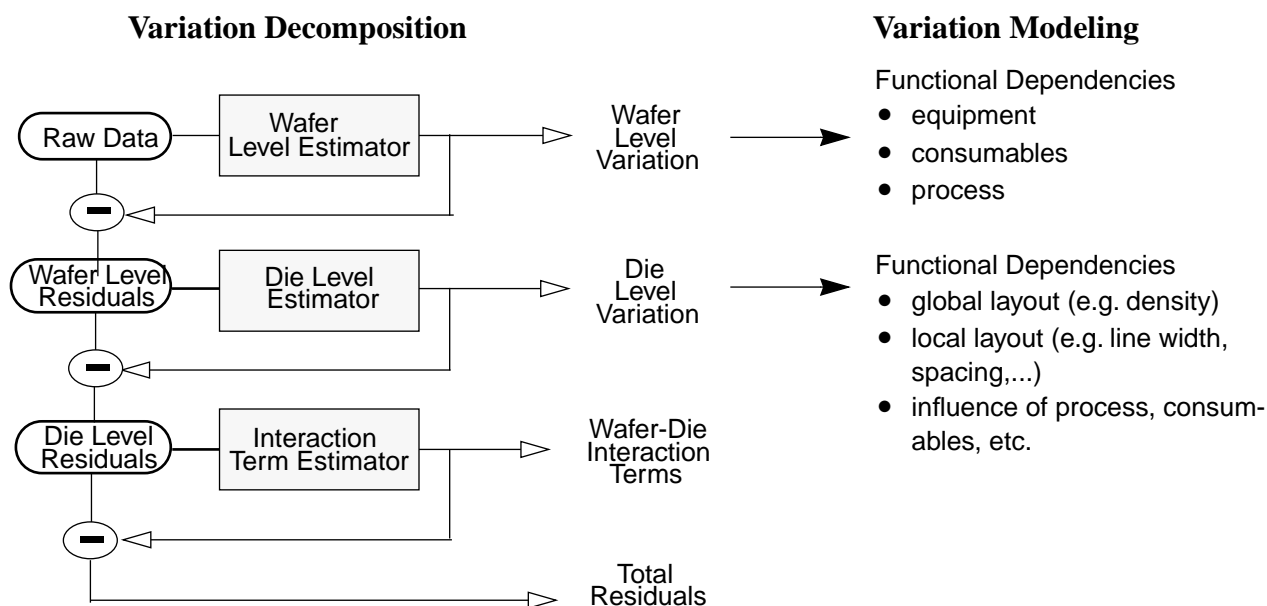 Variation Decomposition
Variation Modeling
Raw Data
Wafer
Level Estimator
Wafer
Level
Variation
Functional Dependencies
• equipment
• consumables
• process
Wafer Level
Residuals
Die Level
Estimator
Die
Level
Variation
Functional Dependencies
• global layout (e.g. density)
• local layout (e.g. line width,
spacing,...)
• influence of process, consum-
ables, etc.
Die Level
Residuals
Interaction
Term Estimator
Wafer-Die
Interaction
Terms
Total
Residuals